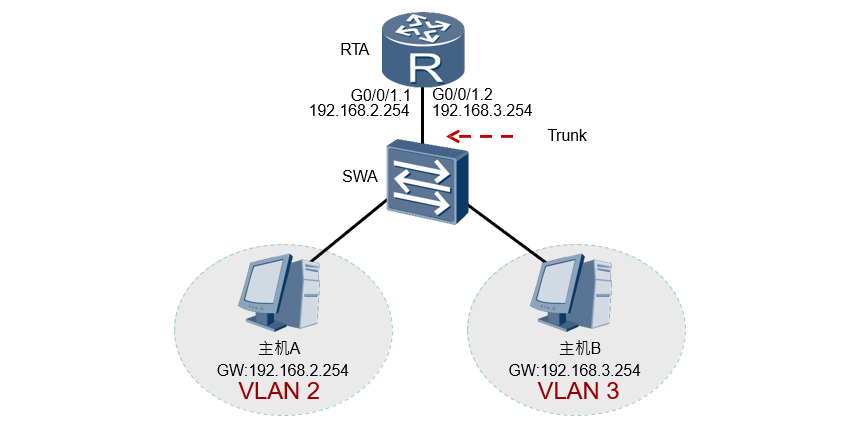 RTA
R
G0/0/1.1
192.168.2.254
G0/0/1.2
192.168.3.254
Trunk
SWA
主机A
GW:192.168.2.254
VLAN 2
主机B
GW:192.168.3.254
VLAN 3